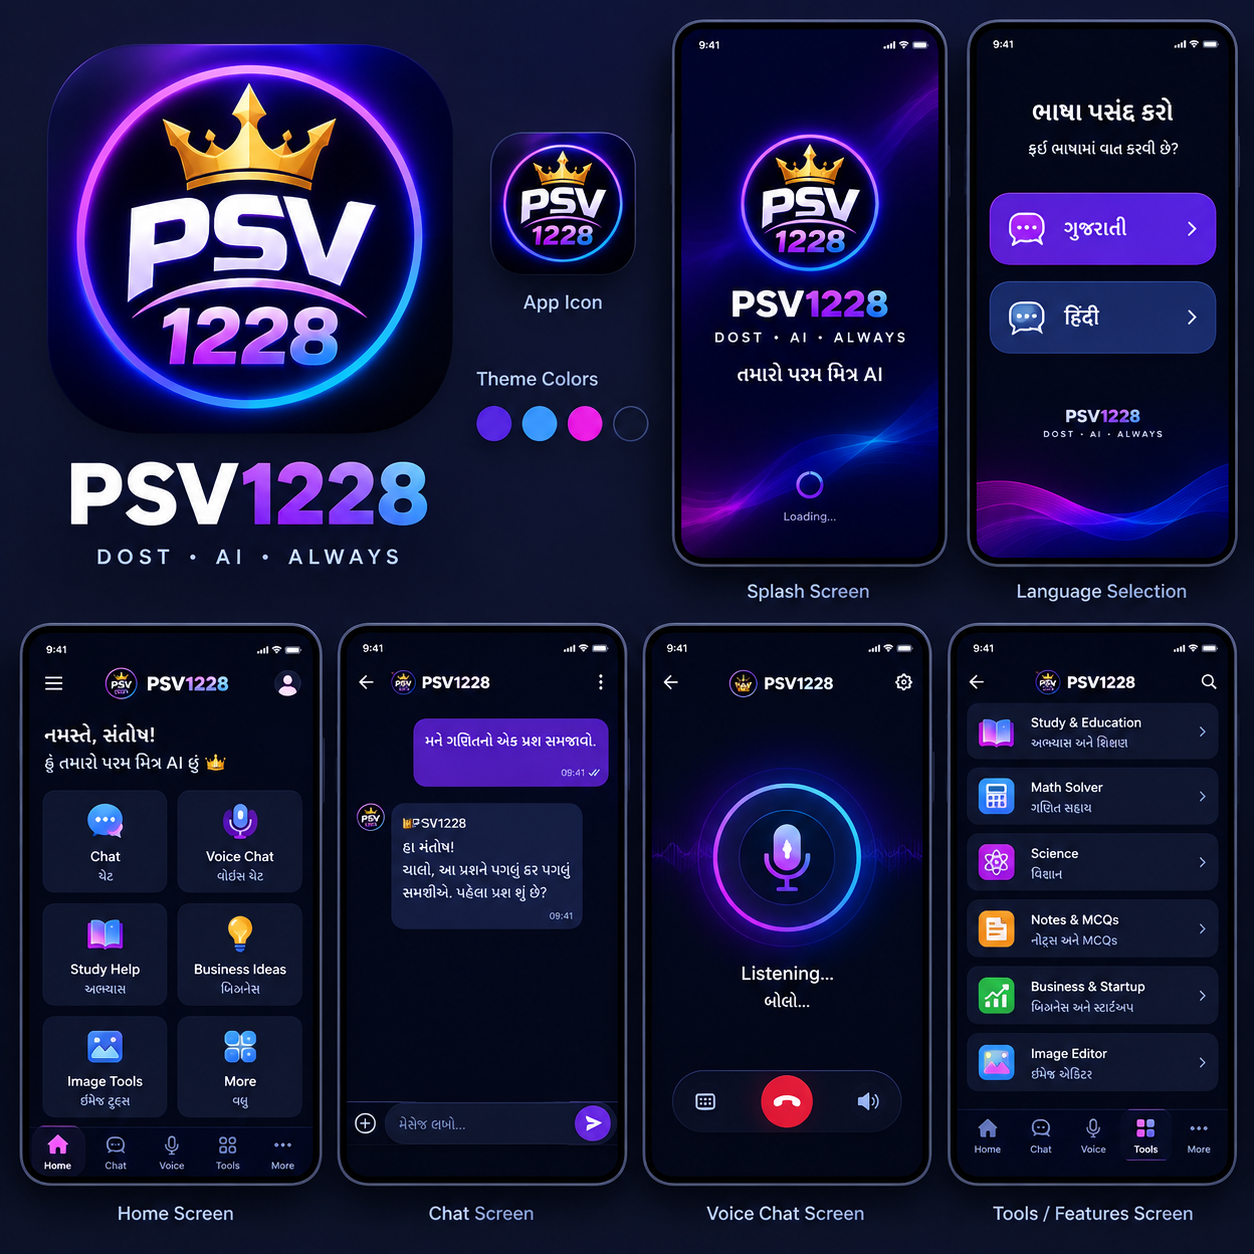 PSV
1228
PSV1228
DOST • AI • ALWAYS
PSV
1228
App Icon
Theme Colors
9:41
PSV
1228
PSV1228
DOST • AI • ALWAYS
તમારો પરમ મિત્ર AI
Loading...
Splash Screen
9:41
ભાષા પસંદ કરો
કઈ ભાષામાં વાત કરવી છે?
ગુજરાતી
हिंदी
PSV1228
DOST • AI • ALWAYS
Language Selection
9:41
PSV
PSV1228
નમસ્તે, સંતોષ!
હું તમારો પરમ મિત્ર AI છું
Chat
ચેટ
Voice Chat
વોઈસ ચેટ
Study Help
અભ્યાસ
Business Ideas
બિઝનેસ
Image Tools
ઈમેજ ટુલ્સ
More
વધુ
Home
Chat
Voice
Tools
More
Home Screen
9:41
PSV1228
મને ગણિતનો એક પ્રશ સમજાવો.
09:41
PSV
PSV1228
હા સંતોષ!
ચાલો, આ પ્રશને પગલું દર પગલું
સમશીએ. પહેલા પ્રશ શું છે?
09:41
મેસેજ લખો...
Chat Screen
9:41
PSV1228
Listening...
બોલો...
Voice Chat Screen
9:41
PSV1228
Study & Education
અભ્યાસ અને શિક્ષણ
Math Solver
ગણિત સહાય
Science
વિજ્ઞાન
Notes & MCQs
નોટ્સ અને MCQs
Business & Startup
બિઝનેસ અને સ્ટાર્ટઅપ
Image Editor
ઈમેજ એડિટર
Home
Chat
Voice
Tools
More
Tools / Features Screen